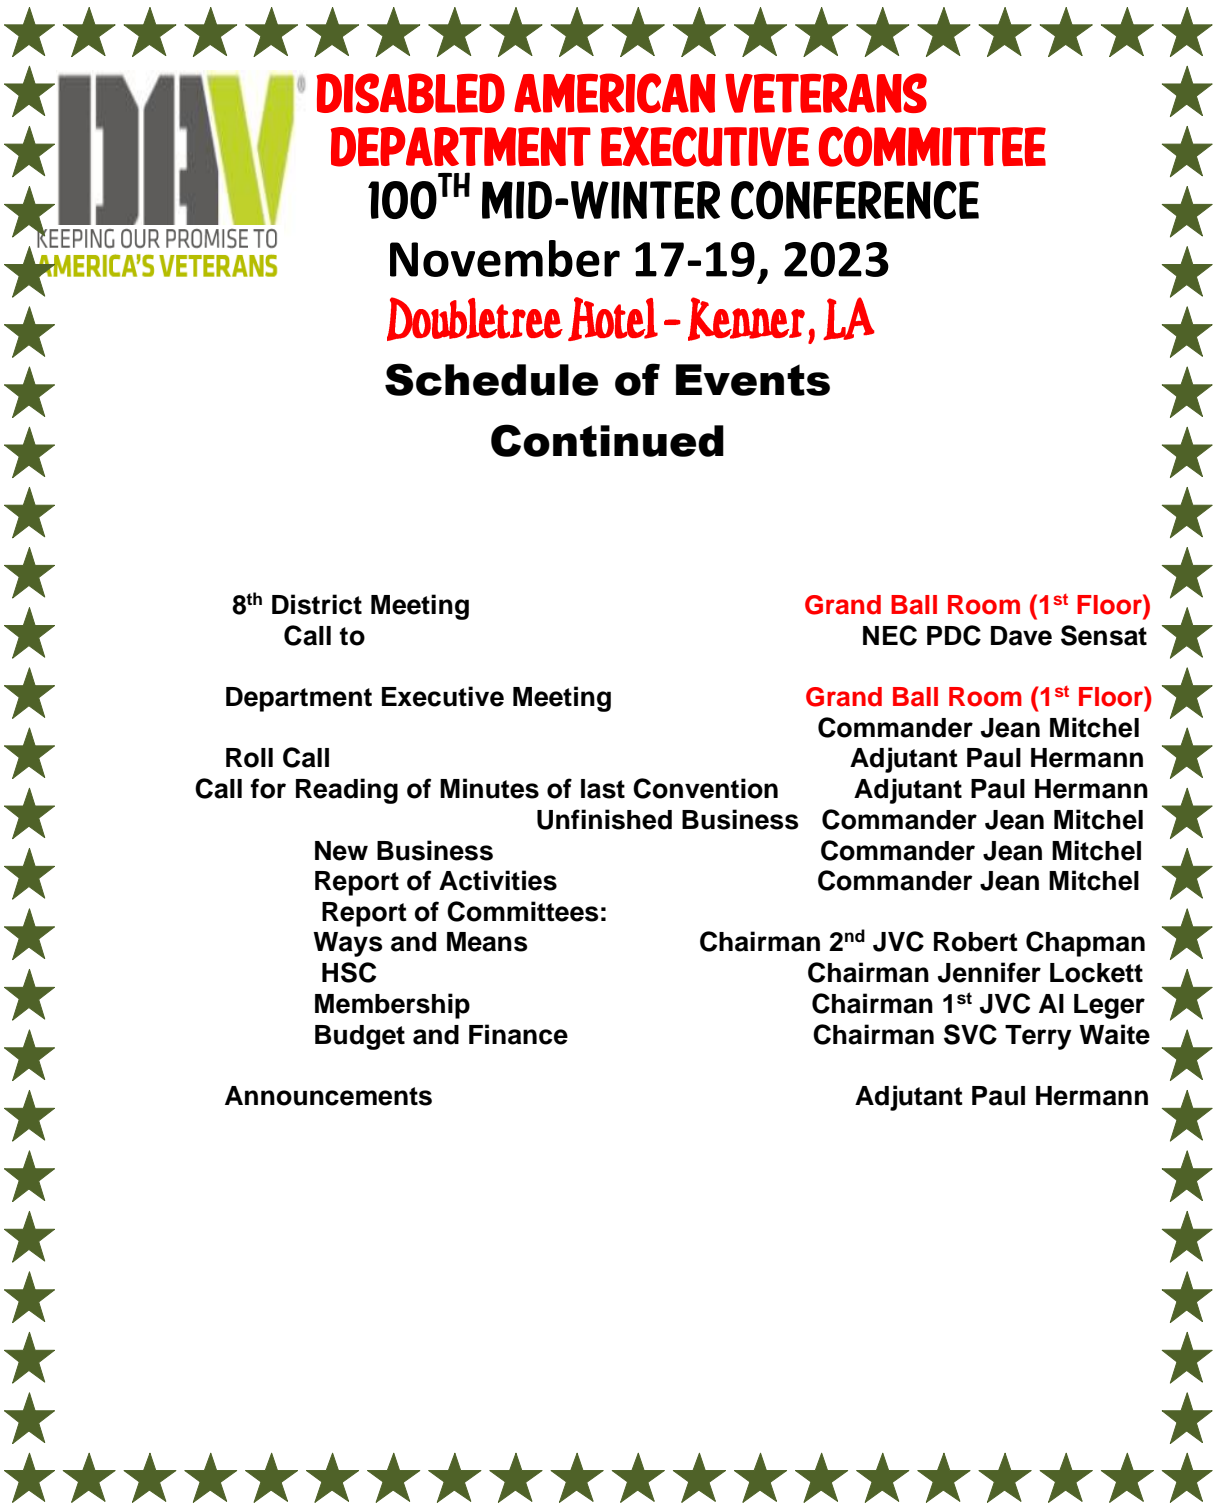 DAV®
KEEPING OUR PROMISE TO
AMERICA'S VETERANS
DISABLED AMERICAN VETERANS
DEPARTMENT EXECUTIVE COMMITTEE
100TH MID-WINTER CONFERENCE
November 17-19, 2023
Doubletree Hotel – Kenner, LA
Schedule of Events
Continued
8th District Meeting Grand Ball Room (1st Floor)
Call to NEC PDC Dave Sensat
Department Executive Meeting Grand Ball Room (1st Floor)
Commander Jean Mitchel
Roll Call Adjutant Paul Hermann
Call for Reading of Minutes of last Convention Adjutant Paul Hermann
Unfinished Business Commander Jean Mitchel
New Business Commander Jean Mitchel
Report of Activities Commander Jean Mitchel
Report of Committees:
Ways and Means Chairman 2nd JVC Robert Chapman
HSC Chairman Jennifer Lockett
Membership Chairman 1st JVC Al Leger
Budget and Finance Chairman SVC Terry Waite
Announcements Adjutant Paul Hermann